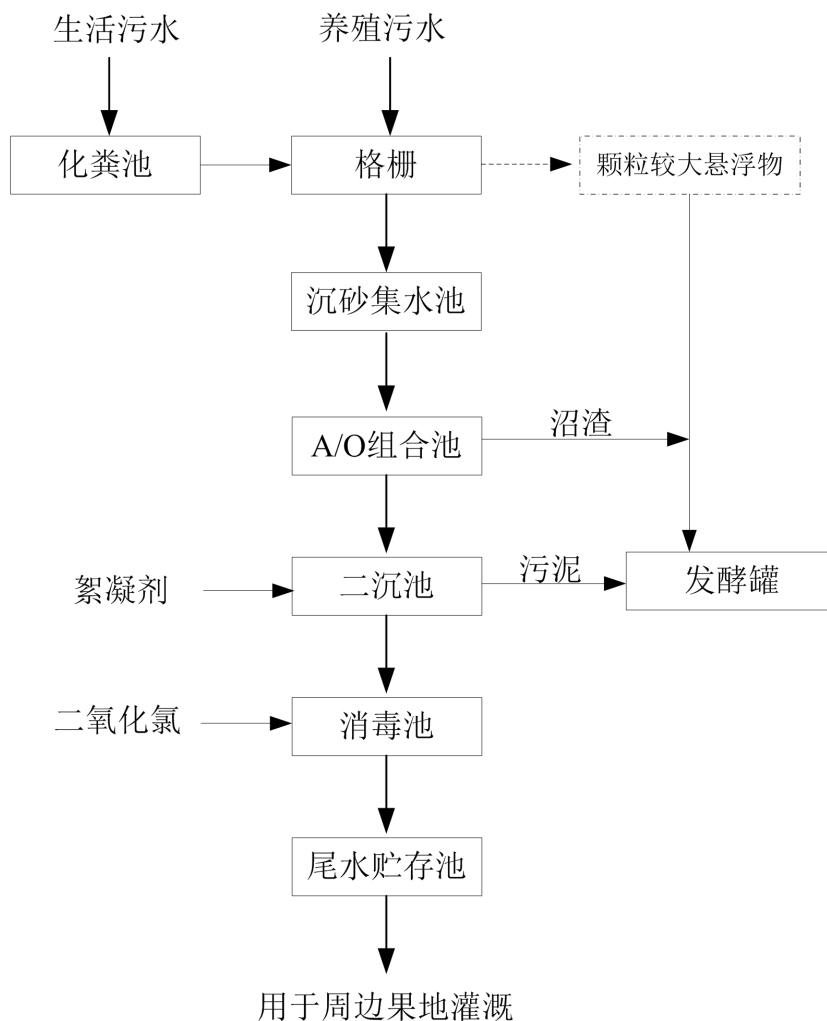 生活污水
养殖污水
化粪池
格栅
颗粒较大悬浮物
沉砂集水池
A/O组合池
沼渣
絮凝剂
二沉池
污泥
发酵罐
二氧化氯
消毒池
尾水贮存池
用于周边果地灌溉